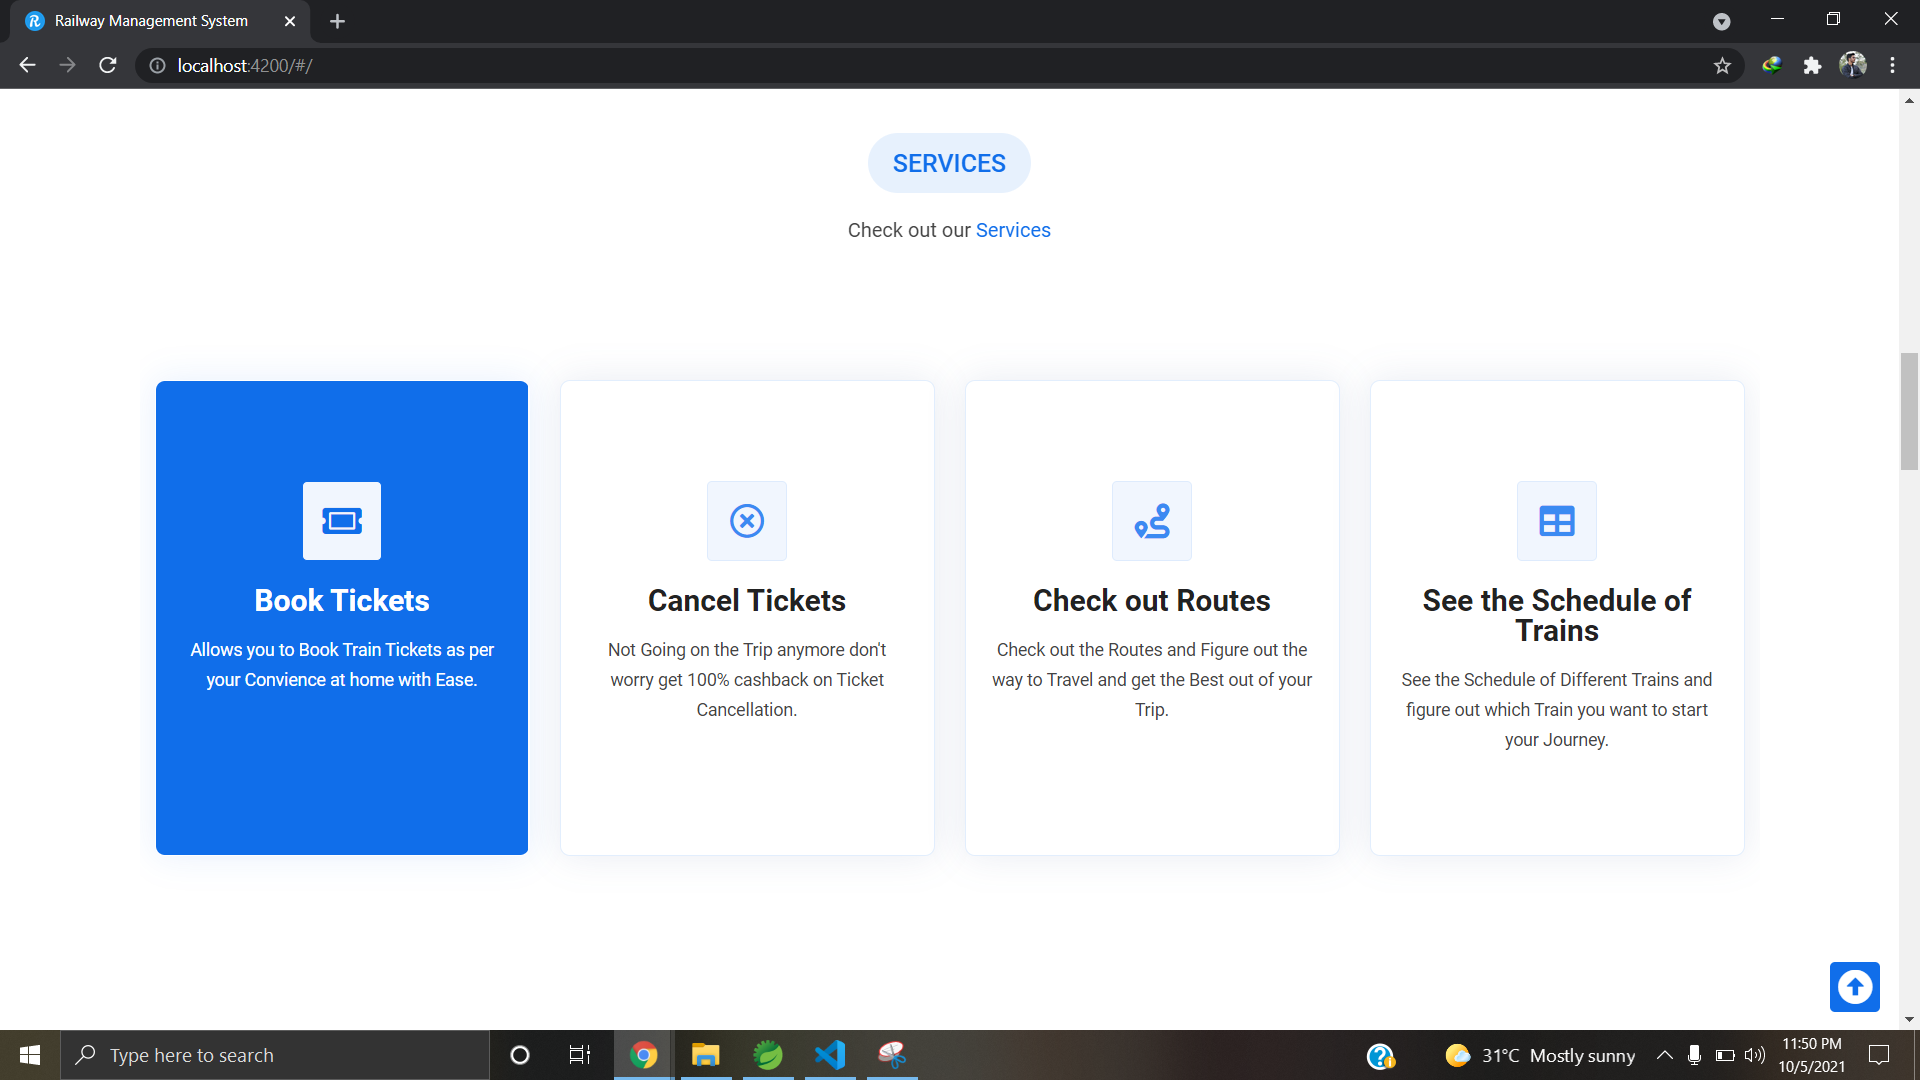 Railway Management System
localhost:4200/#/
SERVICES
Check out our Services
Book Tickets
Allows you to Book Train Tickets as per
your Convience at home with Ease.
Cancel Tickets
Not Going on the Trip anymore don't
worry get 100% cashback on Ticket
Cancellation.
Check out Routes
Check out the Routes and Figure out the
way to Travel and get the Best out of your
Trip.
See the Schedule of
Trains
See the Schedule of Different Trains and
figure out which Train you want to start
your Journey.
Type here to search
31°C Mostly sunny
11:50 PM
10/5/2021